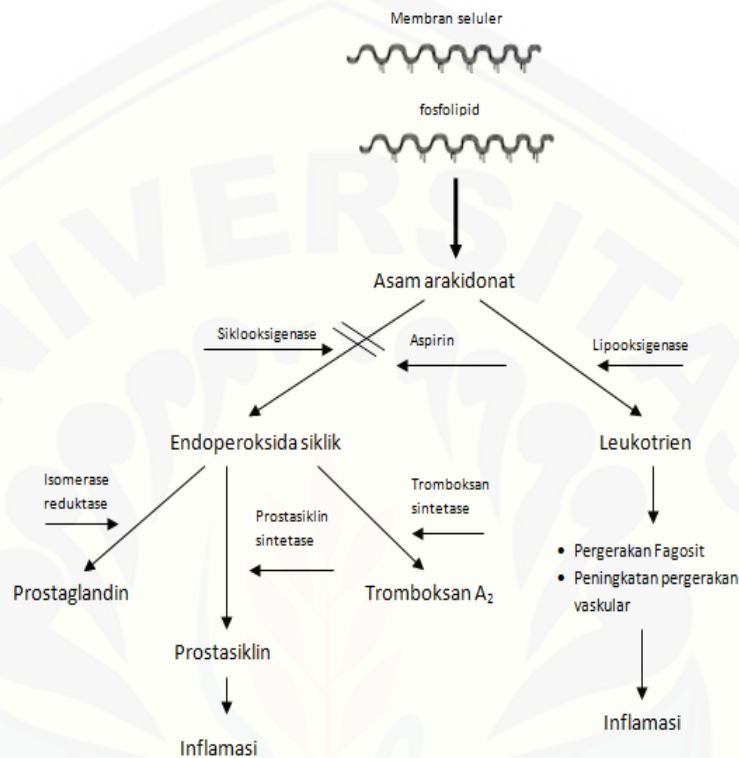 Membran seluler
fosfolipid
Asam arakidonat
Siklooksigenase
Aspirin
Lipooksigenase
Endoperoksida siklik
Leukotrien
Isomerase
reduktase
Prostasiklin
sintetase
Tromboksan
sintetase
• Pergerakan Fagosit
• Peningkatan pergerakan
vaskular
Prostaglandin
Tromboksan A₂
Prostasiklin
Inflamasi
Inflamasi
UNIVERSITAS